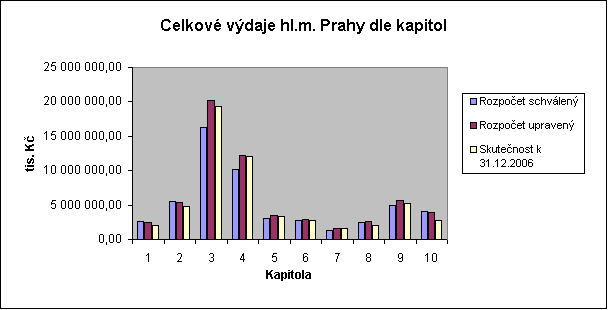 Celkové výdaje hl.m. Prahy dle kapitol
25 000 000,00
20 000 000,00
15 000 000,00
10 000 000,00
5 000 000,00
0,00
tis. Kč
1 2 3 4 5 6 7 8 9 10
Kapitola
Rozpočet schválený
Rozpočet upravený
Skutečnost k
31.12.2006